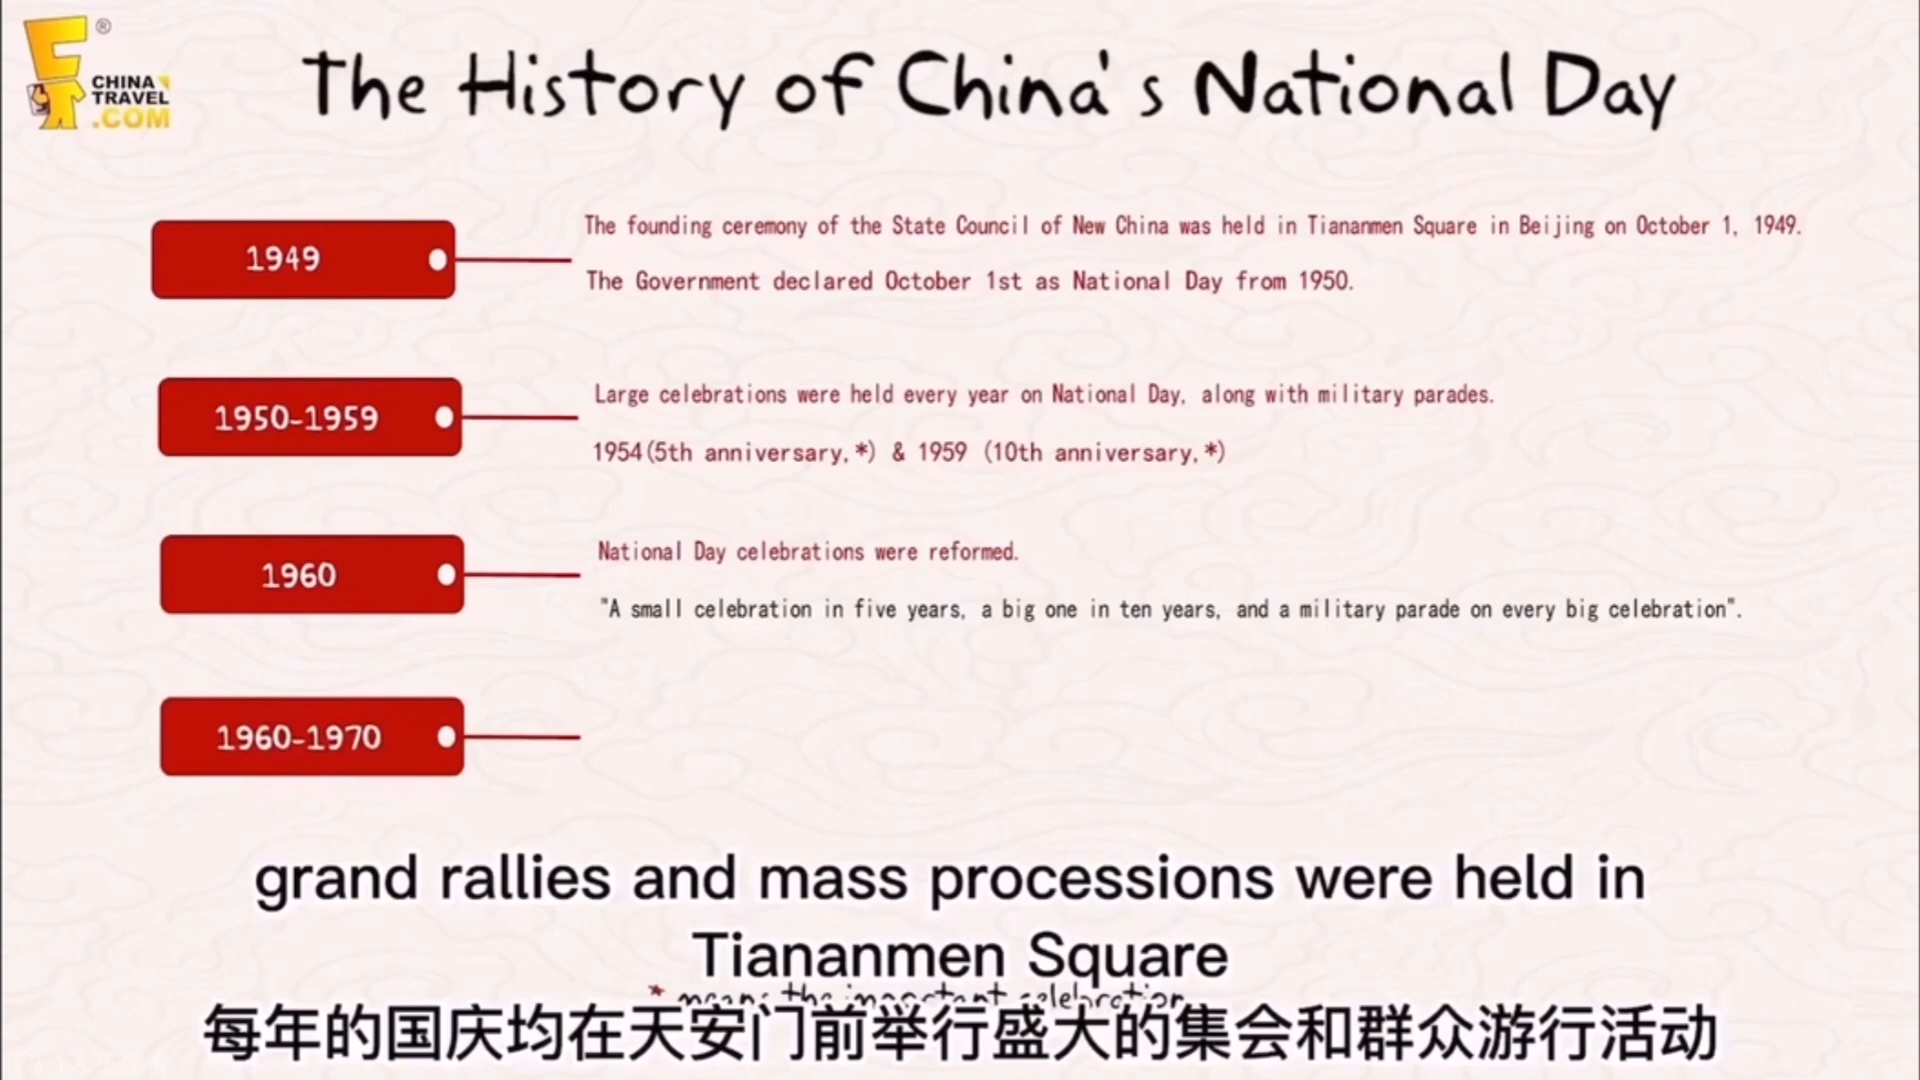 ®
CHINA
TRAVEL
.COM
The History of China's National Day
1949
The founding ceremony of the State Council of New China was held in Tiananmen Square in Beijing on October 1, 1949.
The Government declared October 1st as National Day from 1950.
1950-1959
Large celebrations were held every year on National Day, along with military parades.
1954(5th anniversary,*) & 1959 (10th anniversary,*)
1960
National Day celebrations were reformed.
"A small celebration in five years, a big one in ten years, and a military parade on every big celebration".
1960-1970
grand rallies and mass processions were held in
Tiananmen Square
* means the important celebration
每年的国庆均在天安门前举行盛大的集会和群众游行活动